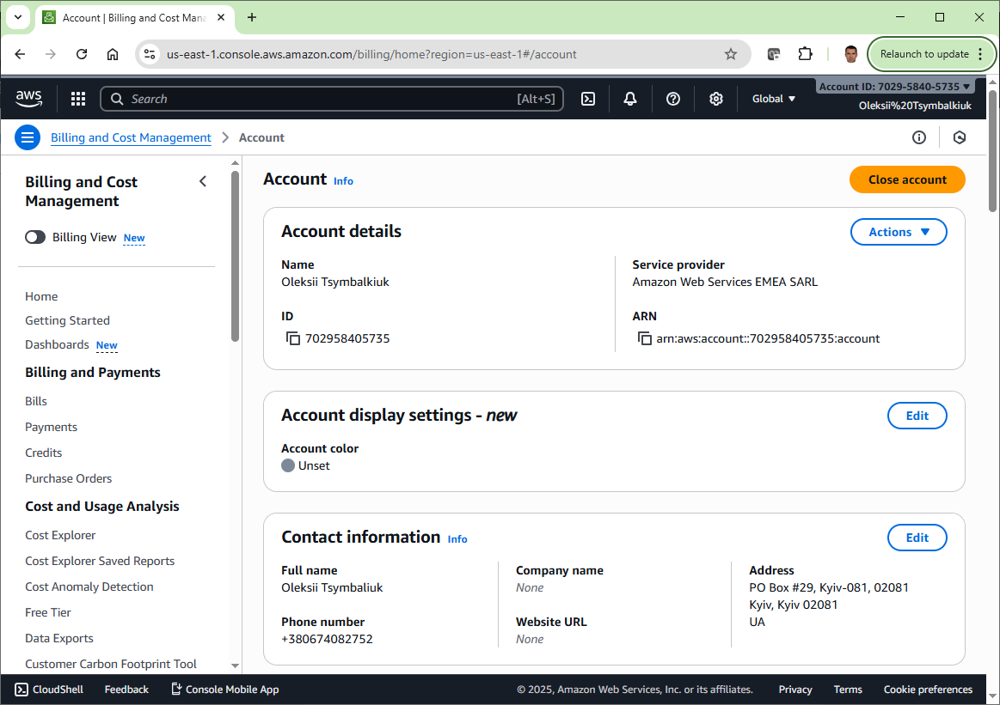 Account | Billing and Cost Mana
us-east-1.console.aws.amazon.com/billing/home?region=us-east-1#/account
Relaunch to update
aws
Search
[Alt+S]
Global
Account ID: 7029-5840-5735
Oleksii%20Tsymbalkiuk
Billing and Cost Management
Account
Billing and Cost
Management
Billing View New
Home
Getting Started
Dashboards New
Billing and Payments
Bills
Payments
Credits
Purchase Orders
Cost and Usage Analysis
Cost Explorer
Cost Explorer Saved Reports
Cost Anomaly Detection
Free Tier
Data Exports
Customer Carbon Footprint Tool
Account Info
Close account
Account details
Actions
Name
Oleksii Tsymbalkiuk
ID
702958405735
Service provider
Amazon Web Services EMEA SARL
ARN
arn:aws:account::702958405735:account
Account display settings - new
Edit
Account color
Unset
Contact information Info
Edit
Full name
Oleksii Tsymbaliuk
Phone number
+380674082752
Company name
None
Website URL
None
Address
PO Box #29, Kyiv-081, 02081
Kyiv, Kyiv 02081
UA
CloudShell
Feedback
Console Mobile App
© 2025, Amazon Web Services, Inc. or its affiliates.
Privacy
Terms
Cookie preferences